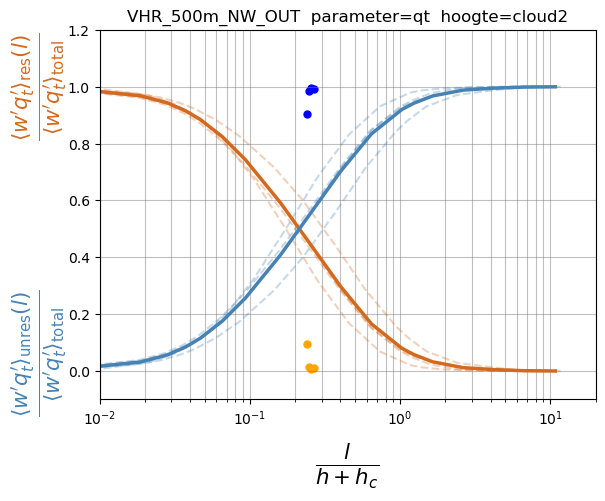 VHR_500m_NW_OUT  parameter=qt  hoogte=cloud2
⟨w′q′ₜ⟩res(l)
⟨w′q′ₜ⟩total
⟨w′q′ₜ⟩unres(l)
⟨w′q′ₜ⟩total
1.2
1.0
0.8
0.6
0.4
0.2
0.0
10⁻² 10⁻¹ 10⁰ 10¹
l
h + h_c